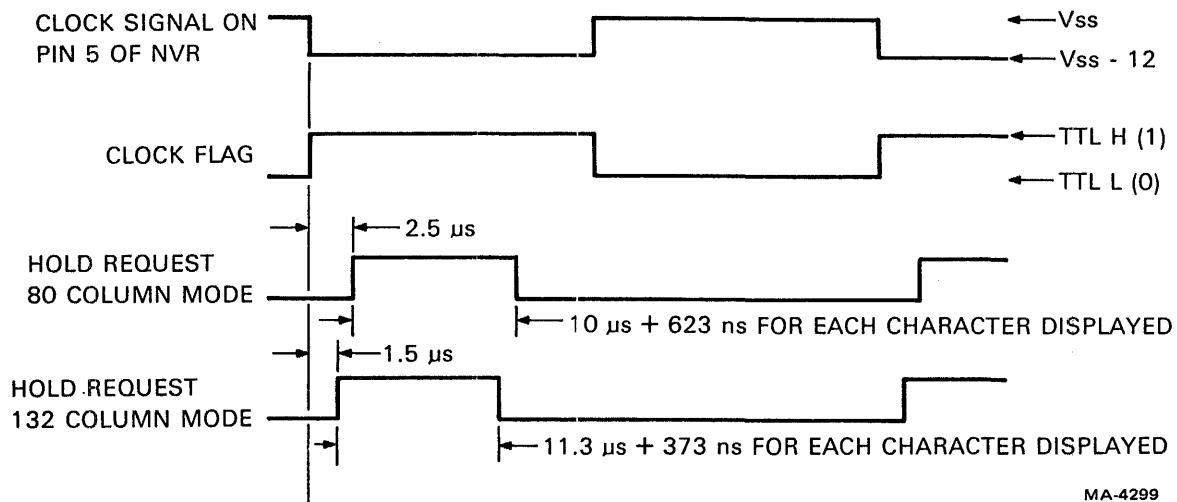 CLOCK SIGNAL ON
PIN 5 OF NVR
Vss
Vss - 12
CLOCK FLAG
TTL H (1)
TTL L (0)
2.5 µs
HOLD REQUEST
80 COLUMN MODE
10 µs + 623 ns FOR EACH CHARACTER DISPLAYED
1.5 µs
HOLD REQUEST
132 COLUMN MODE
11.3 µs + 373 ns FOR EACH CHARACTER DISPLAYED
MA-4299